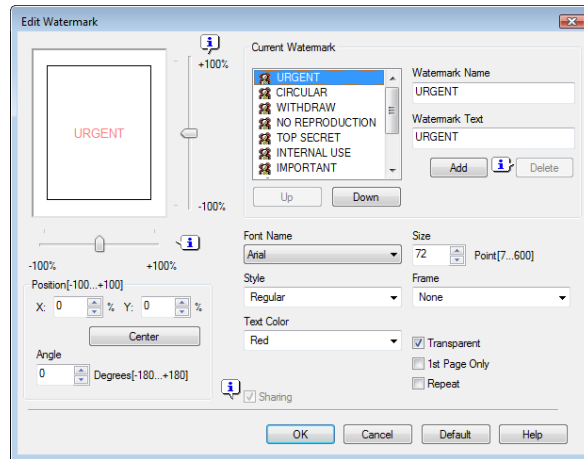 Edit Watermark
+100%
URGENT
-100%
-100%
+100%
Position[-100...+100]
X: 0 % Y: 0 %
Center
Angle
0 Degrees[-180...+180]
Current Watermark
URGENT
CIRCULAR
WITHDRAW
NO REPRODUCTION
TOP SECRET
INTERNAL USE
IMPORTANT
Up
Down
Watermark Name
URGENT
Watermark Text
URGENT
Add
Delete
Font Name
Arial
Size
72 Point[7...600]
Style
Regular
Frame
None
Text Color
Red
Transparent
1st Page Only
Repeat
Sharing
OK
Cancel
Default
Help